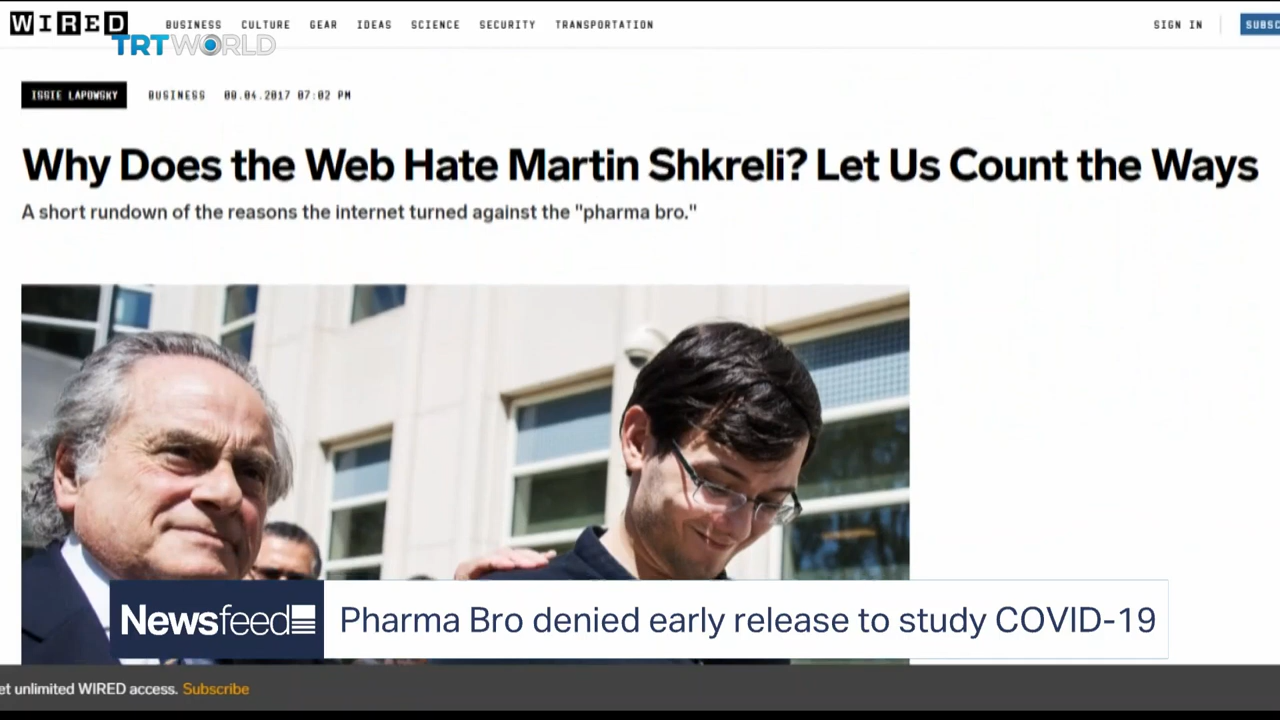 WIRED BUSINESS CULTURE GEAR IDEAS SCIENCE SECURITY TRANSPORTATION SIGN IN SUBSC
TRT WORLD
ISSIE LAPOWSKY BUSINESS 08.04.2017 07:02 PM
Why Does the Web Hate Martin Shkreli? Let Us Count the Ways
A short rundown of the reasons the internet turned against the "pharma bro."
Newsfeed Pharma Bro denied early release to study COVID-19
et unlimited WIRED access. Subscribe